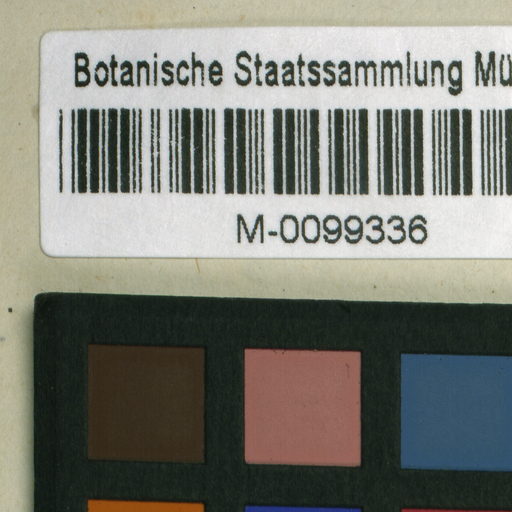 Botanische Staatssammlung Mü
M-0099336